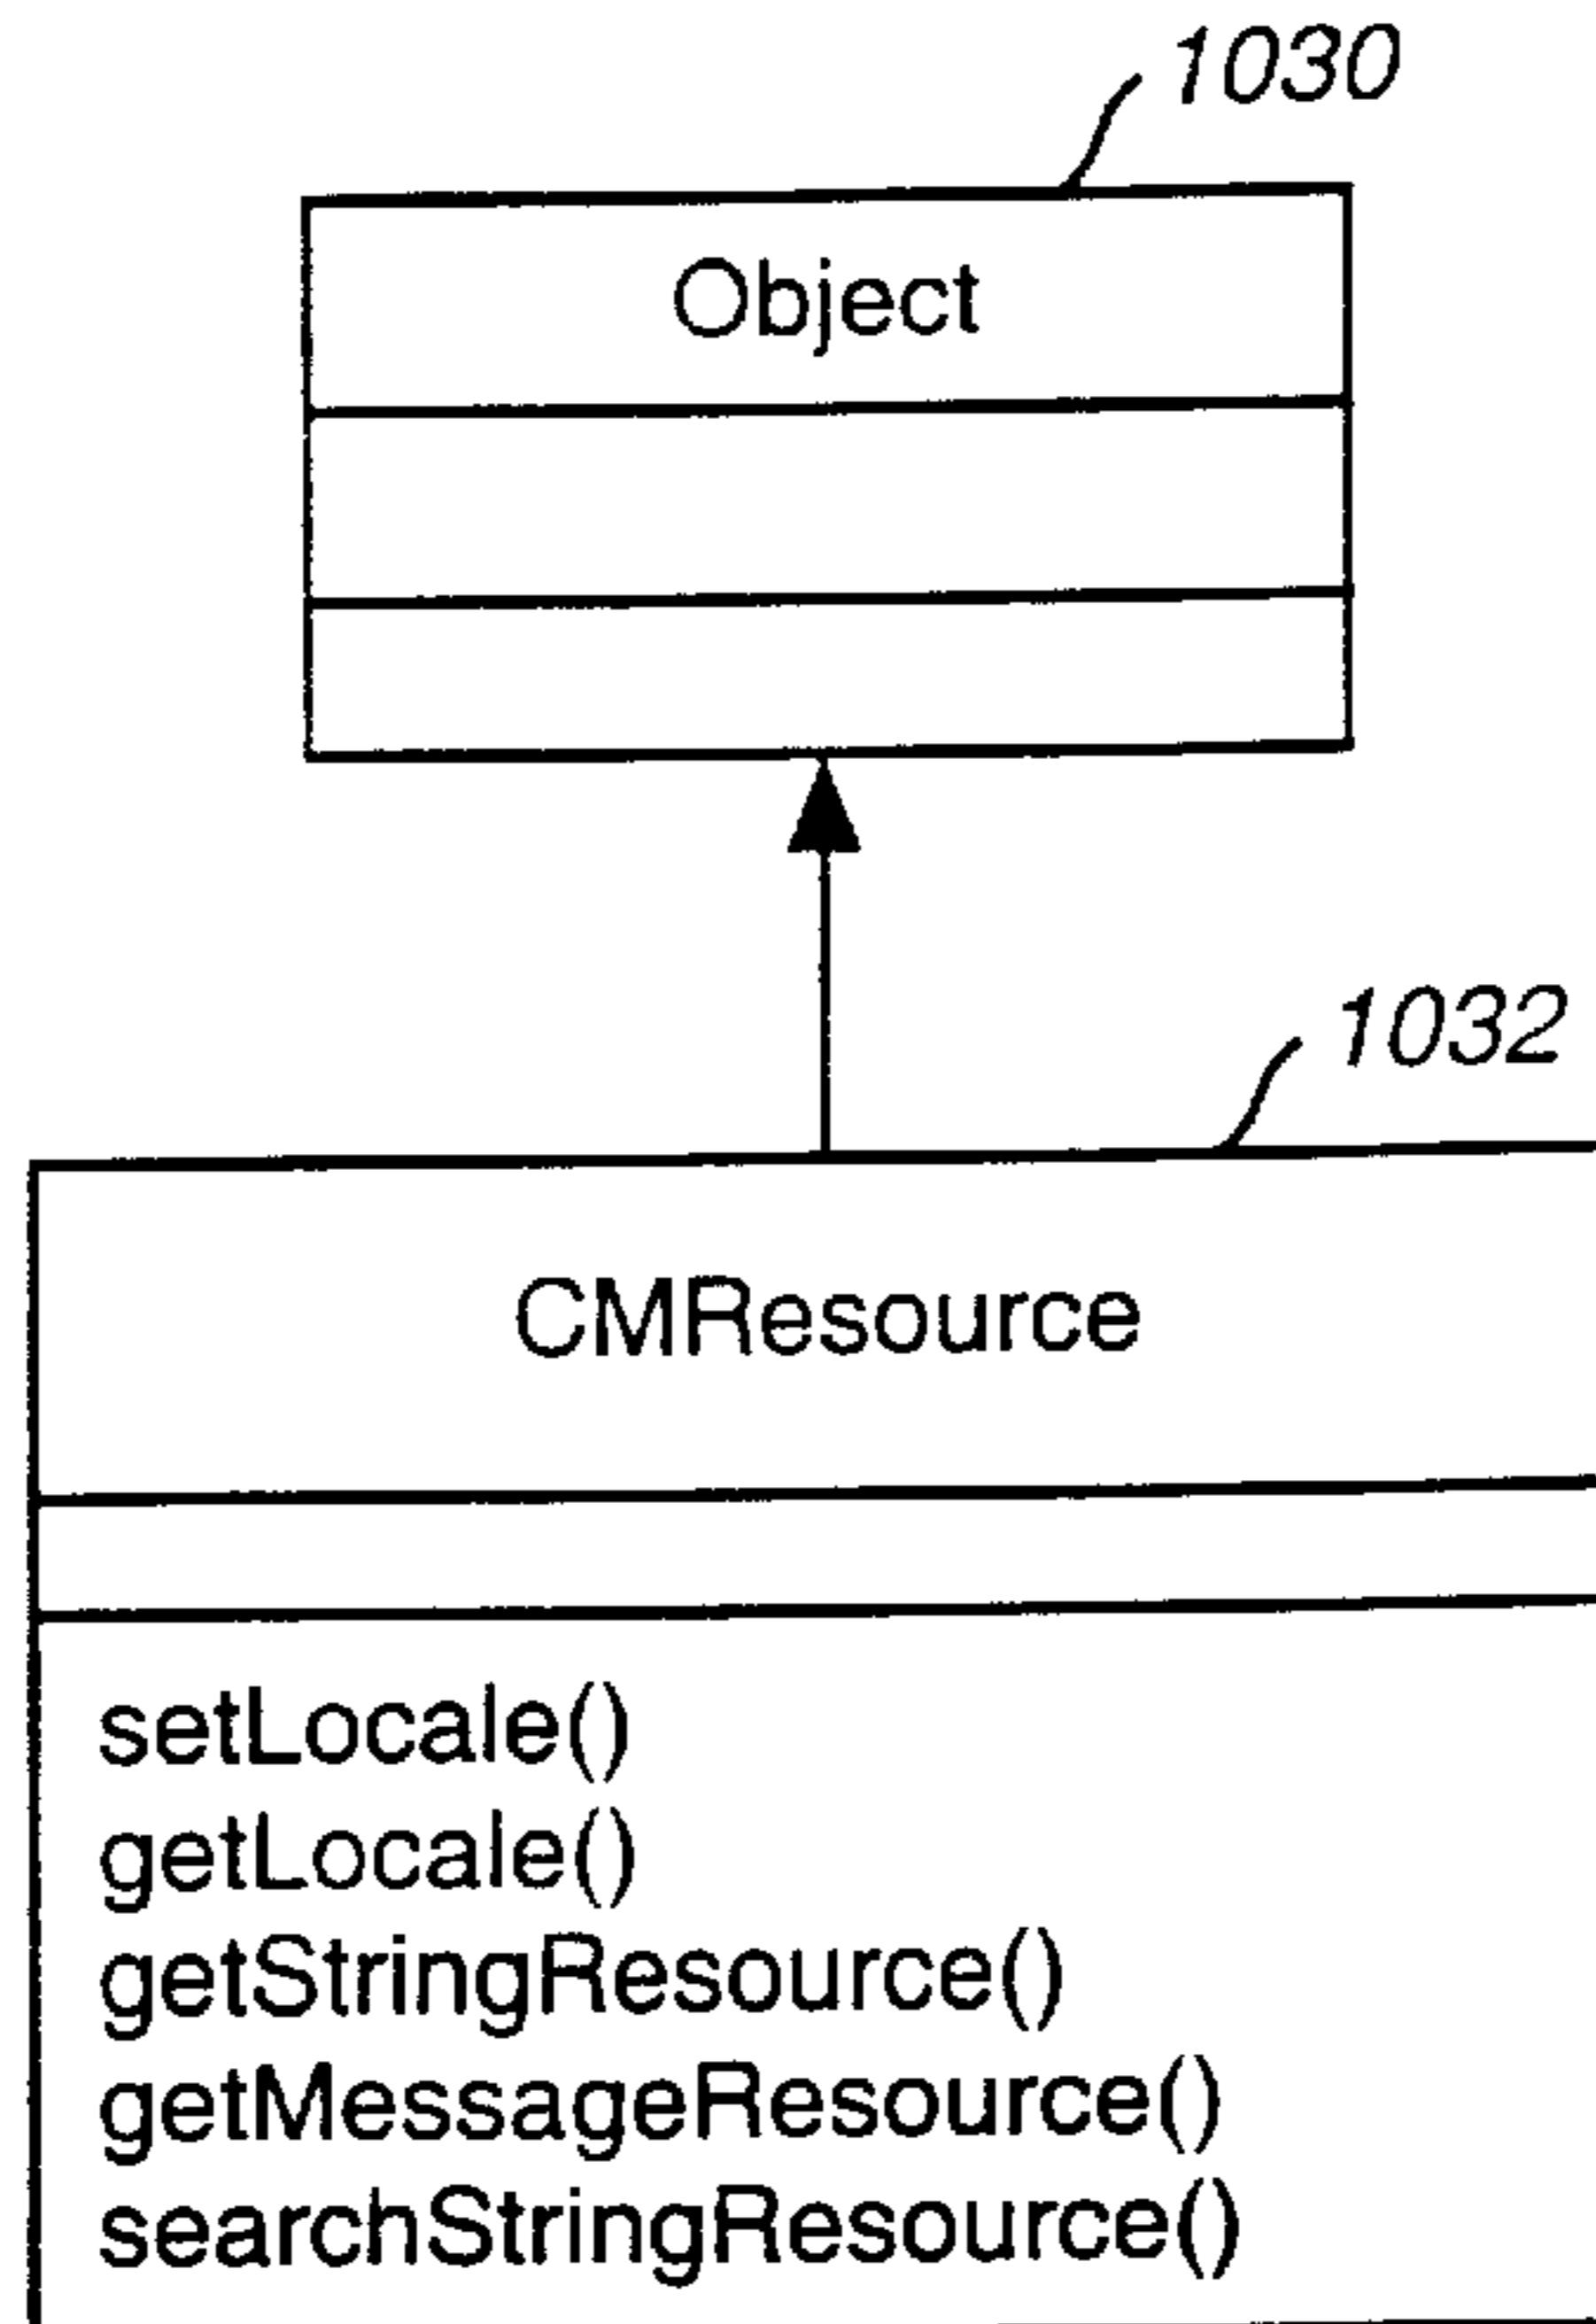 1030
Object
1032
CMResource
setLocale()
getLocale()
getStringResource()
getMessageResource()
searchStringResource()